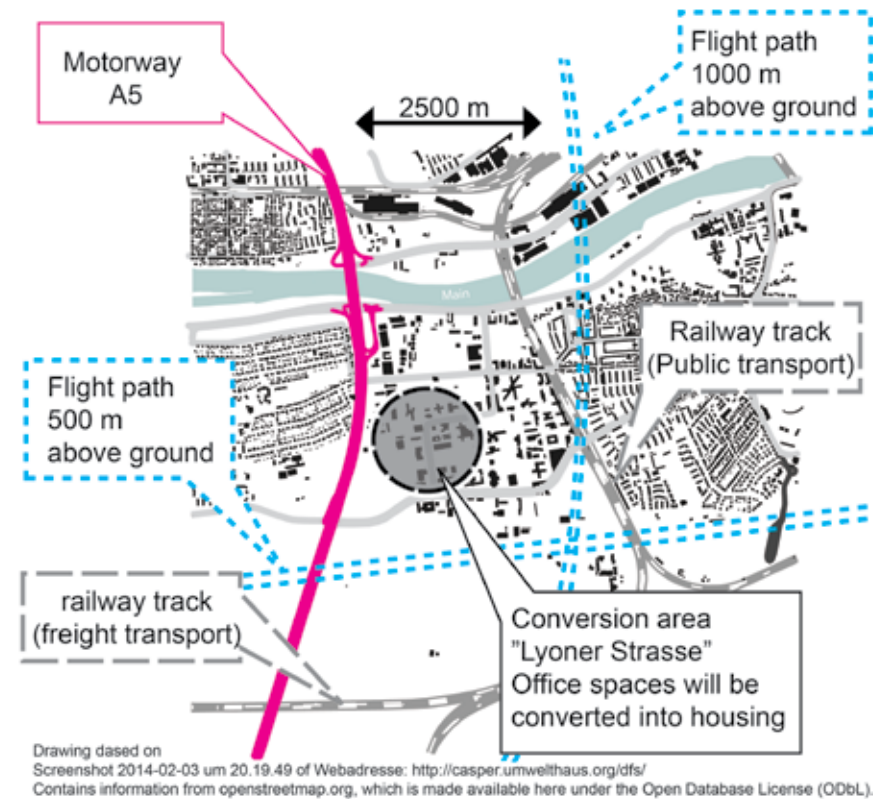 Motorway
A5
2500 m
Flight path
1000 m
above ground
Main
Railway track
(Public transport)
Flight path
500 m
above ground
railway track
(freight transport)
Conversion area
"Lyoner Strasse"
Office spaces will be
converted into housing
Drawing dased on
Screenshot 2014-02-03 um 20.19.49 of Webadresse: http://casper.umwelthaus.org/dfs/
Contains information from openstreetmap.org, which is made available here under the Open Database License (ODbL).